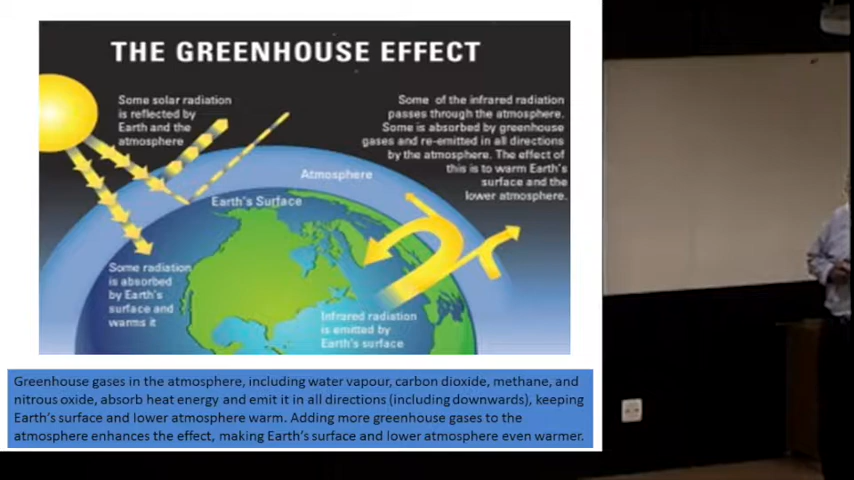 THE GREENHOUSE EFFECT
Some solar radiation
is reflected by
Earth and the
atmosphere
Some of the infrared radiation
passes through the atmosphere.
Some is absorbed by greenhouse
gases and re-emitted in all directions
by the atmosphere. The effect of
this is to warm Earth's
surface and the
lower atmosphere.
Atmosphere
Earth's Surface
Some radiation
is absorbed
by Earth's
surface and
warms it
Infrared radiation
is emitted by
Earth's surface
Greenhouse gases in the atmosphere, including water vapour, carbon dioxide, methane, and
nitrous oxide, absorb heat energy and emit it in all directions (including downwards), keeping
Earth's surface and lower atmosphere warm. Adding more greenhouse gases to the
atmosphere enhances the effect, making Earth's surface and lower atmosphere even warmer.